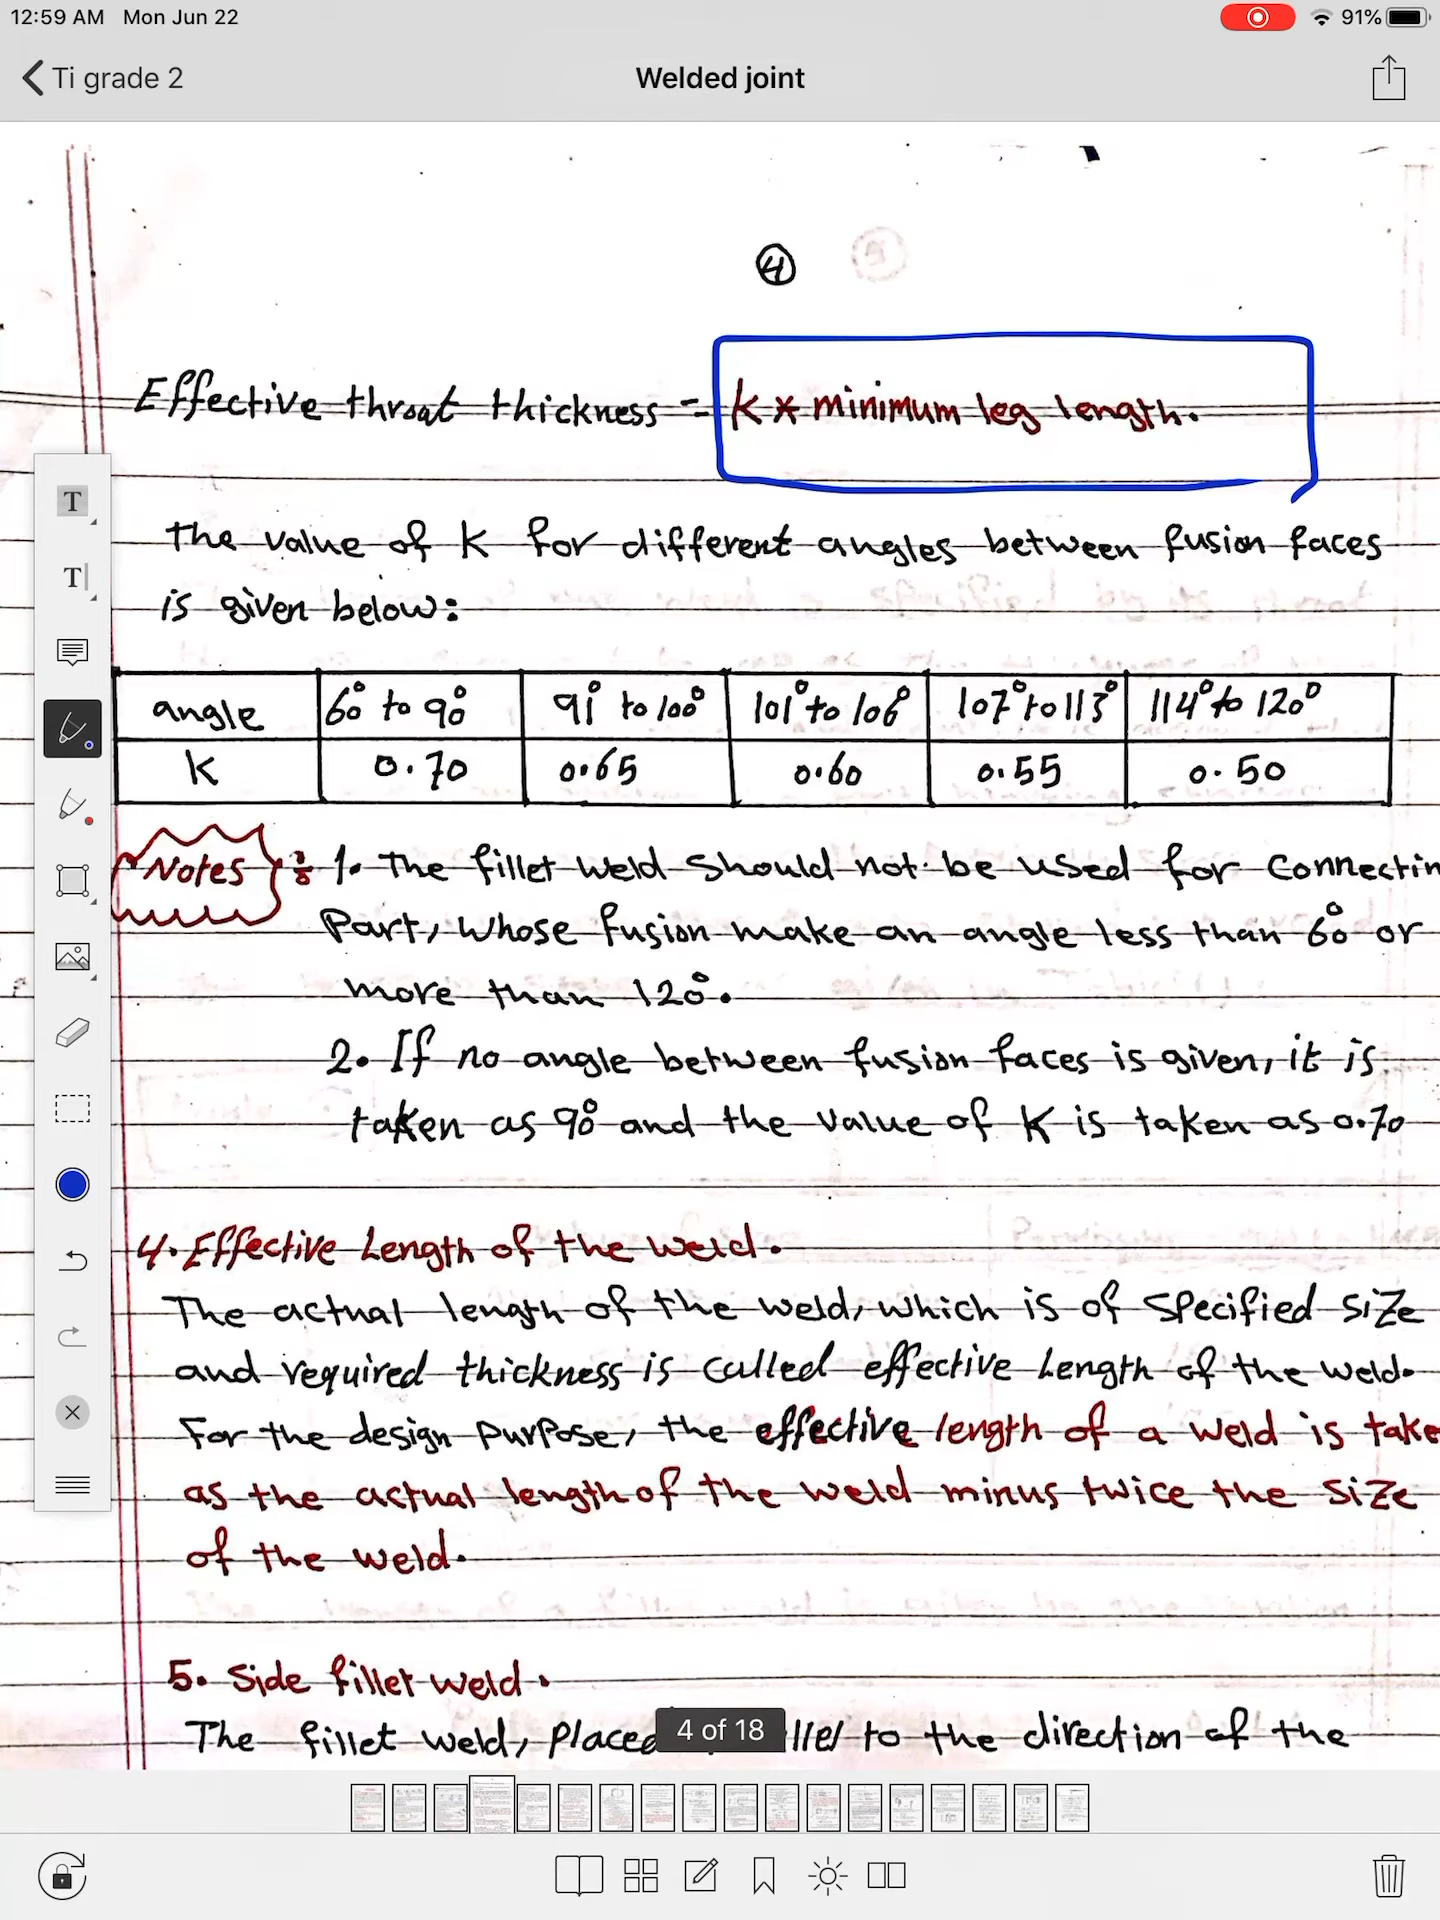 12:59 AM Mon Jun 22 91%
Ti grade 2 Welded joint
4
Effective throat thickness = K * minimum leg length.
The value of K for different angles between fusion faces
is given below:
angle 60° to 90° 91° to 100° 101° to 106° 107° to 113° 114° to 120°
K 0.70 0.65 0.60 0.55 0.50
Notes : 1. The fillet weld should not be used for Connectin
Part, whose fusion make an angle less than 60° or
more than 120°.
2. If no angle between fusion faces is given, it is
taken as 90° and the value of K is taken as 0.70
4. Effective Length of the weld.
The actual length of the weld, which is of specified size
and required thickness is called effective length of the weld.
For the design purpose, the effective length of a weld is take
as the actual length of the weld minus twice the size
of the weld.
5. Side fillet weld.
The fillet weld, placed llel to the direction of the
4 of 18